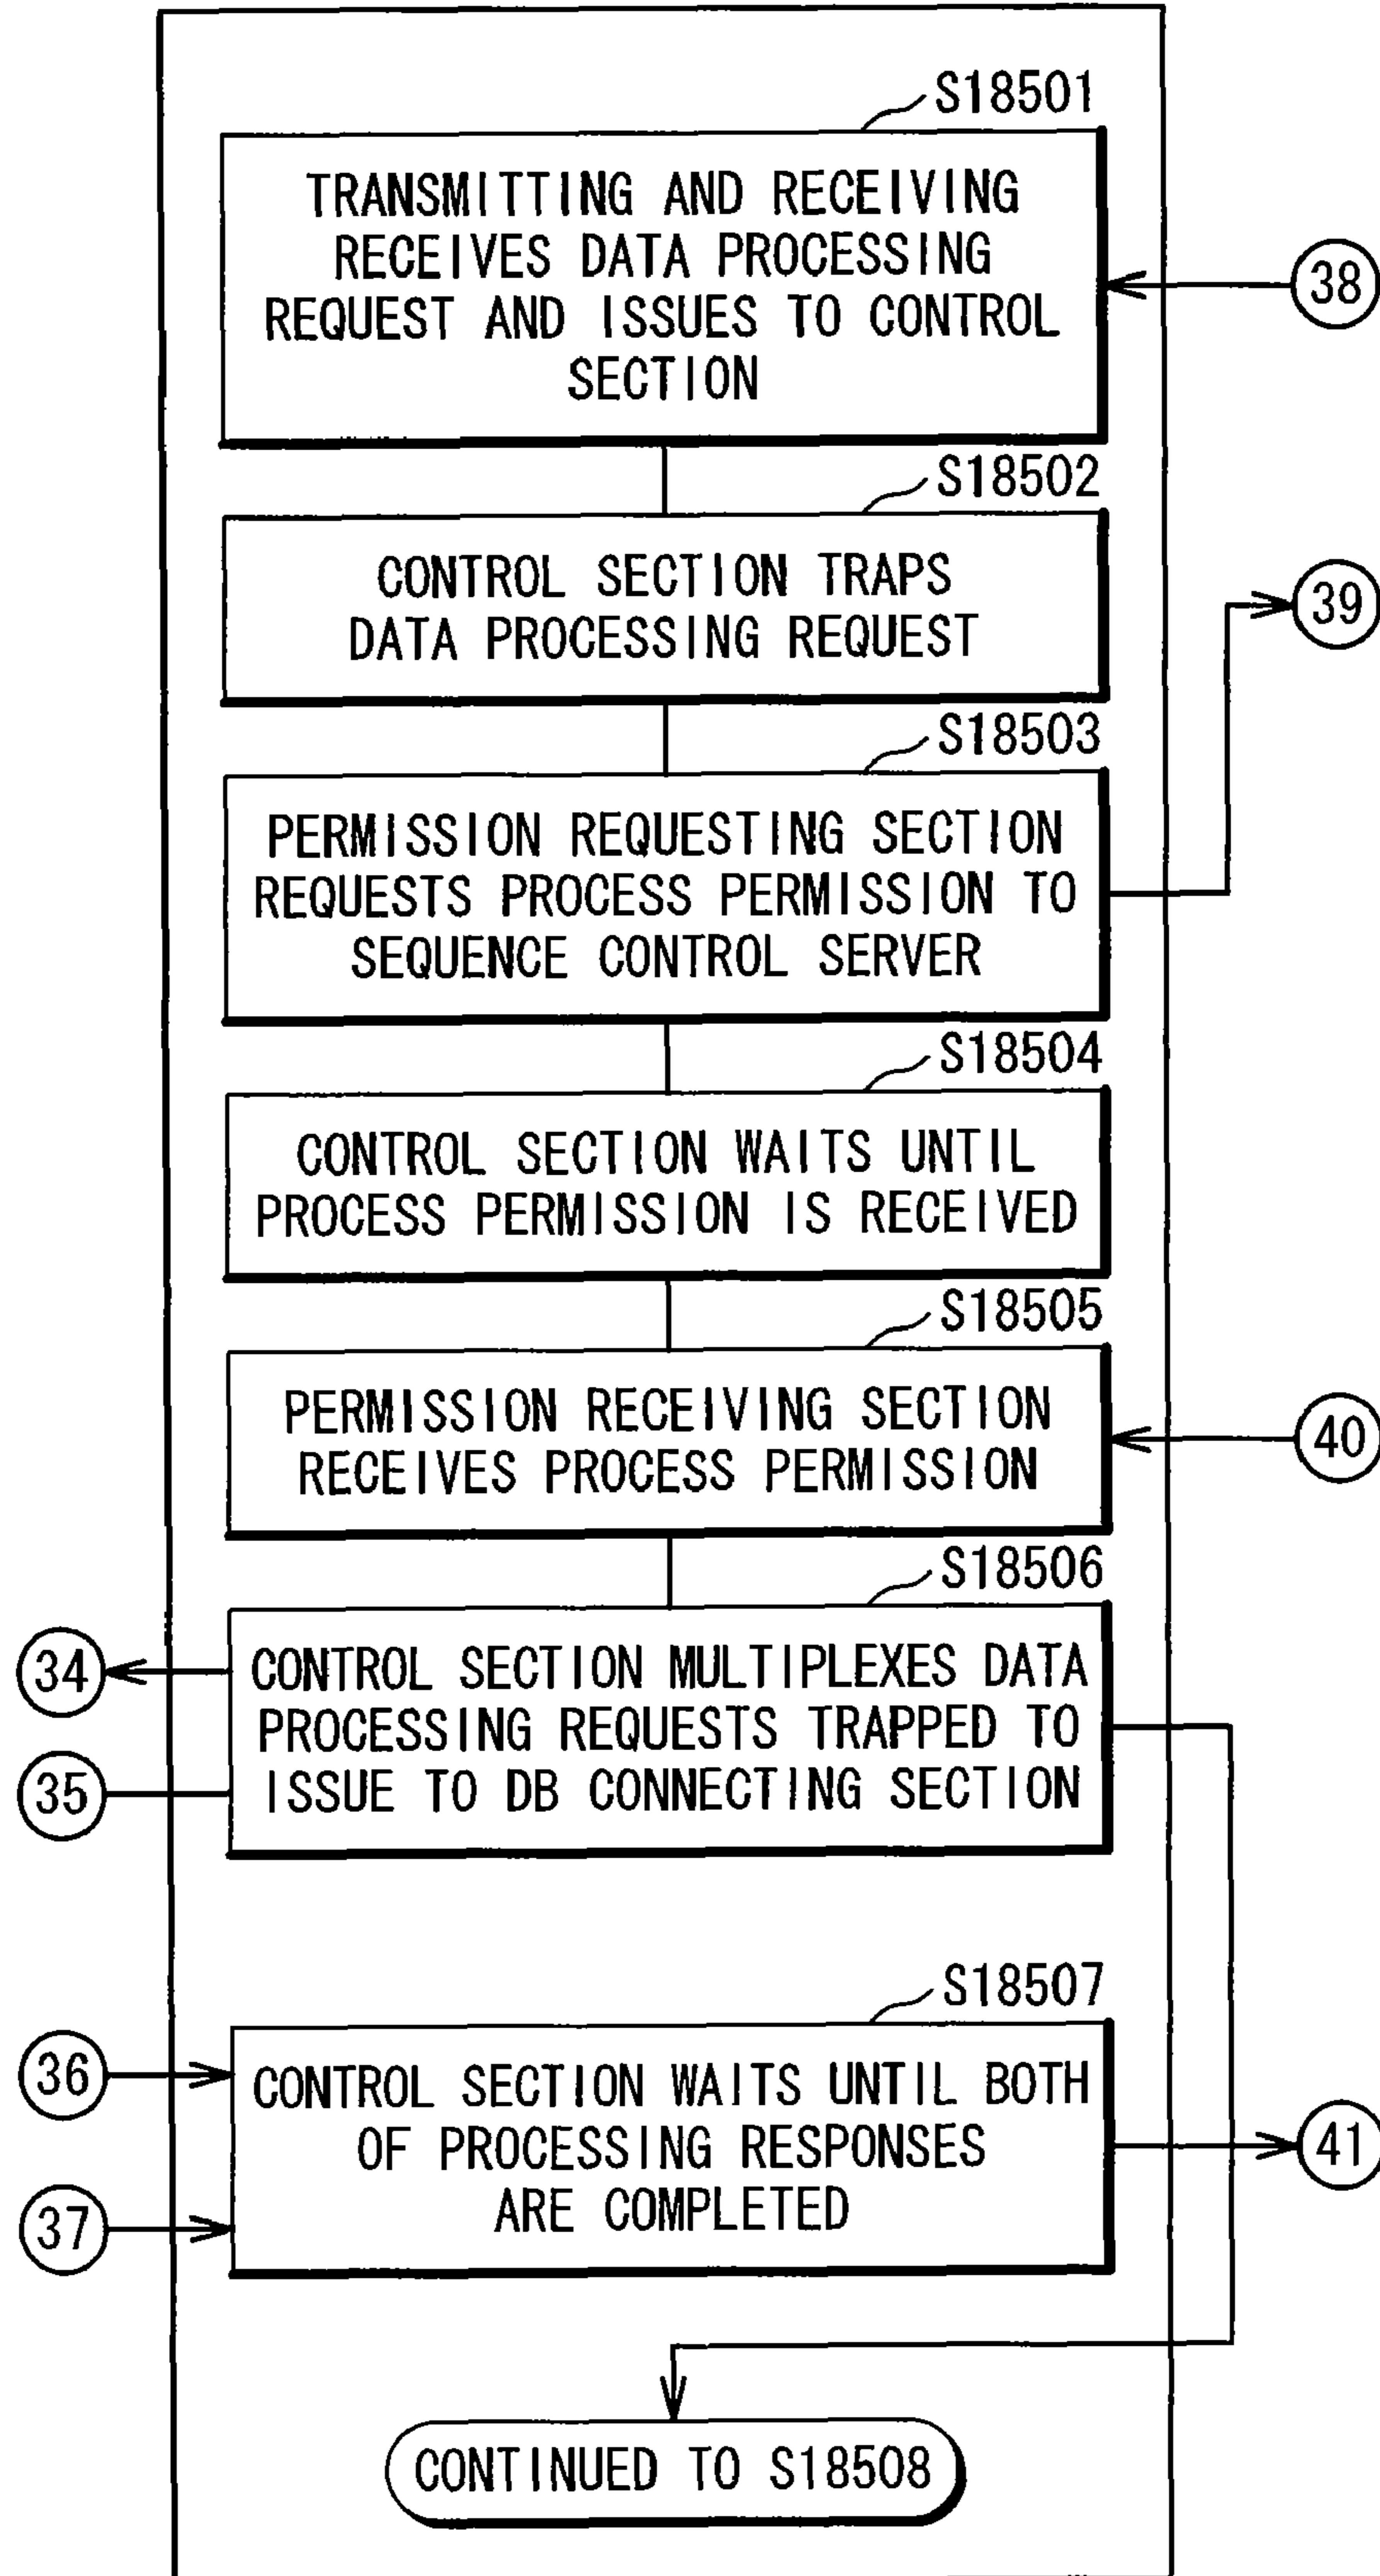 S18501
TRANSMITTING AND RECEIVING
RECEIVES DATA PROCESSING
REQUEST AND ISSUES TO CONTROL
SECTION
38
S18502
CONTROL SECTION TRAPS
DATA PROCESSING REQUEST
39
S18503
PERMISSION REQUESTING SECTION
REQUESTS PROCESS PERMISSION TO
SEQUENCE CONTROL SERVER
S18504
CONTROL SECTION WAITS UNTIL
PROCESS PERMISSION IS RECEIVED
S18505
PERMISSION RECEIVING SECTION
RECEIVES PROCESS PERMISSION
40
S18506
34
CONTROL SECTION MULTIPLEXES DATA
PROCESSING REQUESTS TRAPPED TO
ISSUE TO DB CONNECTING SECTION
35
S18507
36
CONTROL SECTION WAITS UNTIL BOTH
OF PROCESSING RESPONSES
ARE COMPLETED
37
41
CONTINUED TO S18508